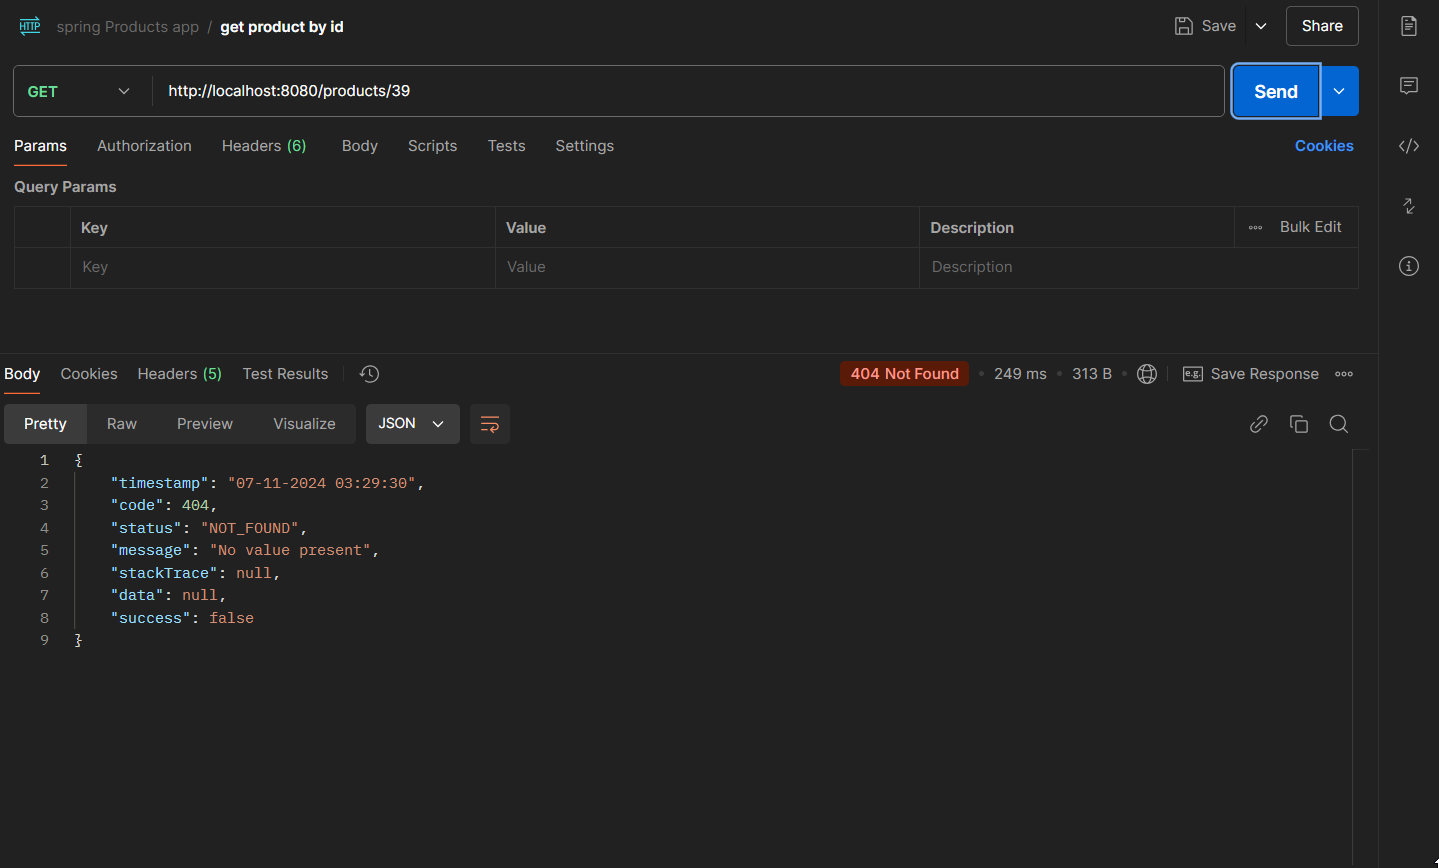 HTTP spring Products app / get product by id Save Share
GET http://localhost:8080/products/39 Send
Params Authorization Headers (6) Body Scripts Tests Settings Cookies
Query Params
Key Value Description Bulk Edit
Key Value Description
Body Cookies Headers (5) Test Results 404 Not Found • 249 ms • 313 B • e.g. Save Response
Pretty Raw Preview Visualize JSON
1 {
2 "timestamp": "07-11-2024 03:29:30",
3 "code": 404,
4 "status": "NOT_FOUND",
5 "message": "No value present",
6 "stackTrace": null,
7 "data": null,
8 "success": false
9 }